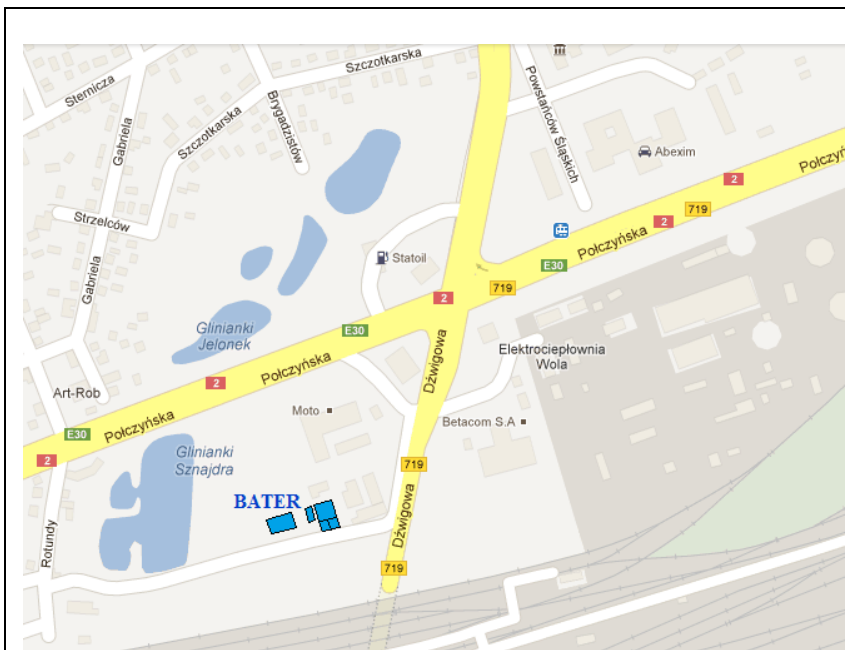 Szczotkarska
Sternicza
Brygadzistów
Powstańców Śląskich
Gabriela
Szczotkarska
Abexim
Połczyń
2
719
2
Strzelców
Statoil
E30
719
Gabriela
2
Glinianki
Jelonek
E30
Połczyńska
Połczyńska
Dźwigowa
Elektrociepłownia
Wola
2
Art-Rob
Moto
Betacom S.A
E30
Połczyńska
Glinianki
Sznajdra
2
719
BATER
Rotundy
Dźwigowa
719